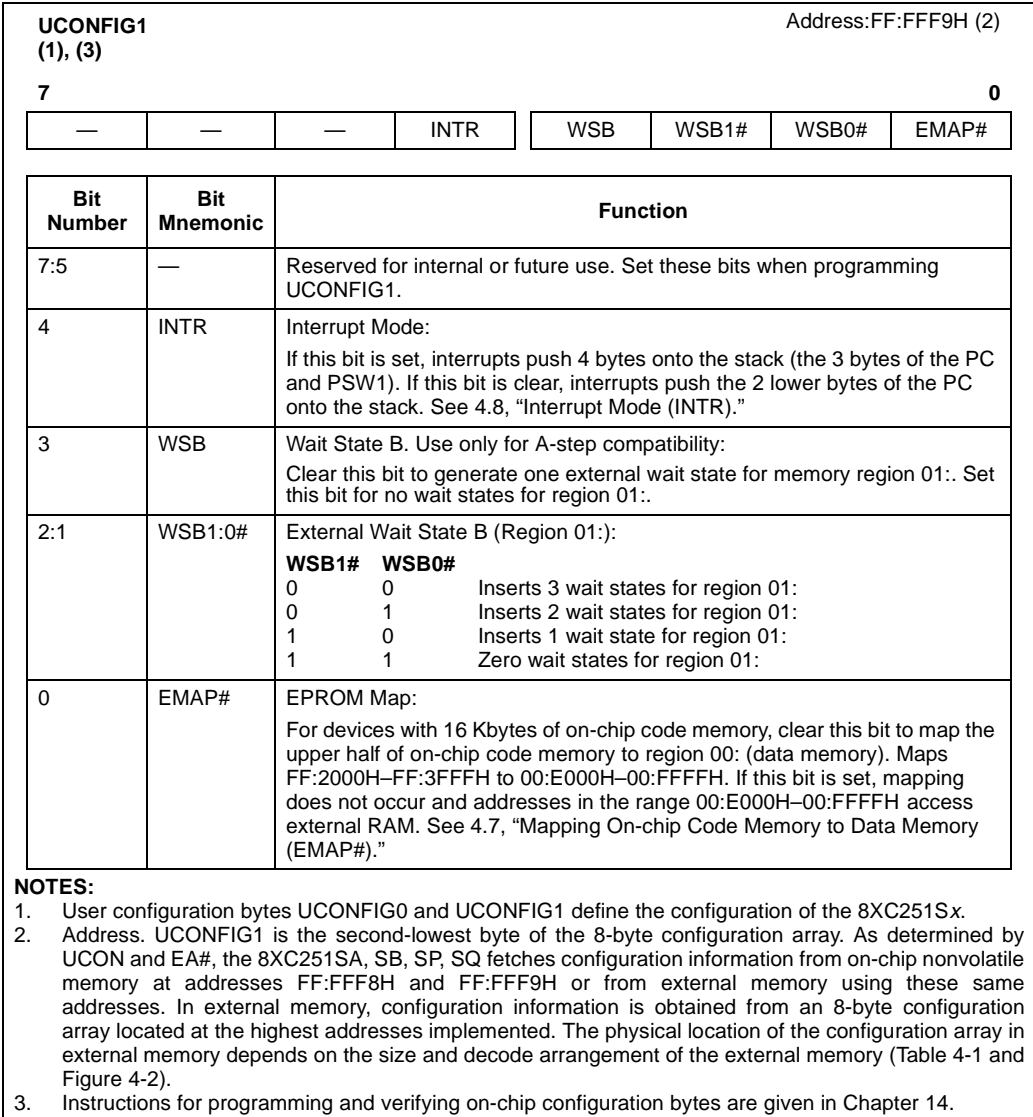 UCONFIG1
(1), (3)
Address:FF:FFF9H (2)
7 0
— — — INTR WSB WSB1# WSB0# EMAP#
Bit Number Bit Mnemonic Function
7:5 — Reserved for internal or future use. Set these bits when programming
UCONFIG1.
4 INTR Interrupt Mode:
If this bit is set, interrupts push 4 bytes onto the stack (the 3 bytes of the PC
and PSW1). If this bit is clear, interrupts push the 2 lower bytes of the PC
onto the stack. See 4.8, “Interrupt Mode (INTR).”
3 WSB Wait State B. Use only for A-step compatibility:
Clear this bit to generate one external wait state for memory region 01:. Set
this bit for no wait states for region 01:.
2:1 WSB1:0# External Wait State B (Region 01:):
WSB1# WSB0#
0 0 Inserts 3 wait states for region 01:
0 1 Inserts 2 wait states for region 01:
1 0 Inserts 1 wait state for region 01:
1 1 Zero wait states for region 01:
0 EMAP# EPROM Map:
For devices with 16 Kbytes of on-chip code memory, clear this bit to map the
upper half of on-chip code memory to region 00: (data memory). Maps
FF:2000H–FF:3FFFH to 00:E000H–00:FFFFH. If this bit is set, mapping
does not occur and addresses in the range 00:E000H–00:FFFFH access
external RAM. See 4.7, “Mapping On-chip Code Memory to Data Memory
(EMAP#).”
NOTES:
1. User configuration bytes UCONFIG0 and UCONFIG1 define the configuration of the 8XC251Sx.
2. Address. UCONFIG1 is the second-lowest byte of the 8-byte configuration array. As determined by
UCON and EA#, the 8XC251SA, SB, SP, SQ fetches configuration information from on-chip nonvolatile
memory at addresses FF:FFF8H and FF:FFF9H or from external memory using these same
addresses. In external memory, configuration information is obtained from an 8-byte configuration
array located at the highest addresses implemented. The physical location of the configuration array in
external memory depends on the size and decode arrangement of the external memory (Table 4-1 and
Figure 4-2).
3. Instructions for programming and verifying on-chip configuration bytes are given in Chapter 14.